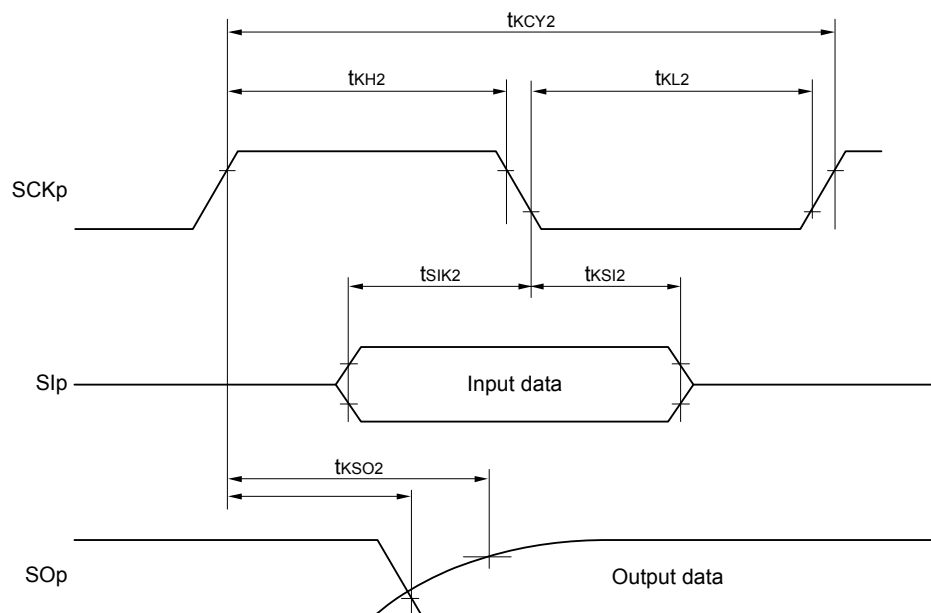 tKCY2
tKH2 tKL2
SCKp
tSIK2 tKSI2
SIp Input data
tKSO2
SOp Output data